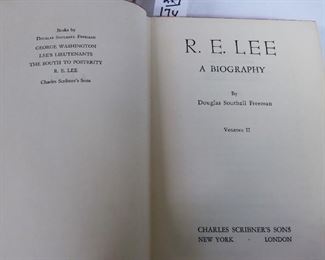 174
Books by
Douglas Southall Freeman
GEORGE WASHINGTON
LEE'S LIEUTENANTS
THE SOUTH TO POSTERITY
R. E. LEE
Charles Scribner's Sons
R. E. LEE
A BIOGRAPHY
By
Douglas Southall Freeman
Volume II
CHARLES SCRIBNER'S SONS
NEW YORK · LONDON